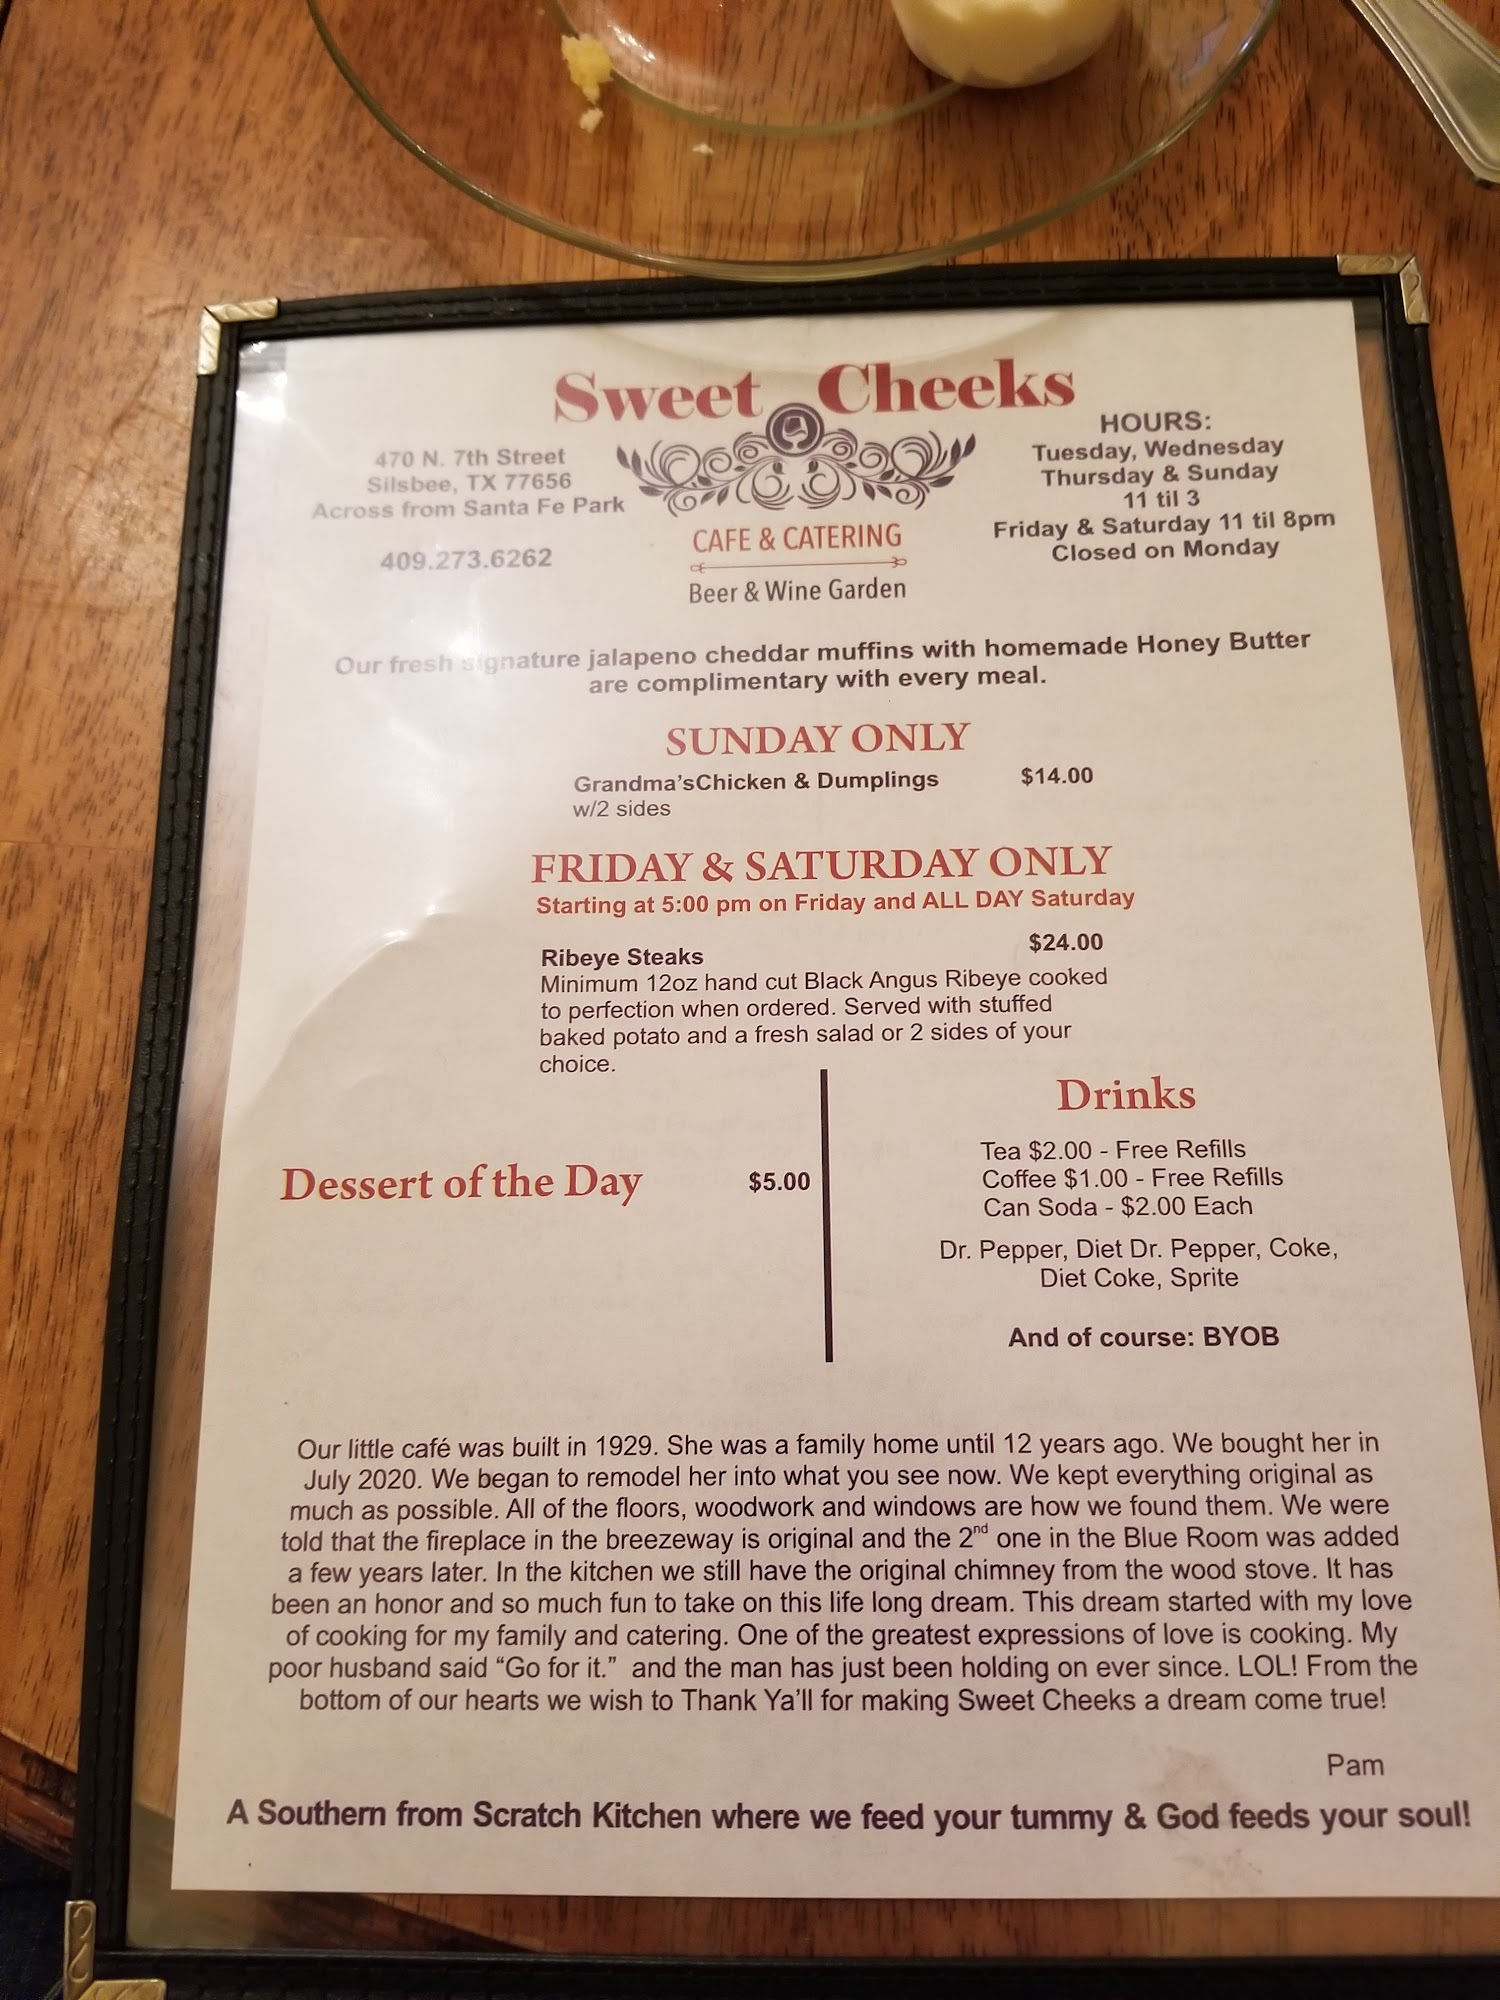 Sweet Cheeks
470 N. 7th Street
Silsbee, TX 77656
Across from Santa Fe Park
409.273.6262
CAFE & CATERING
Beer & Wine Garden
HOURS:
Tuesday, Wednesday
Thursday & Sunday
11 til 3
Friday & Saturday 11 til 8pm
Closed on Monday
Our fresh signature jalapeno cheddar muffins with homemade Honey Butter
are complimentary with every meal.
SUNDAY ONLY
Grandma'sChicken & Dumplings $14.00
w/2 sides
FRIDAY & SATURDAY ONLY
Starting at 5:00 pm on Friday and ALL DAY Saturday
Ribeye Steaks $24.00
Minimum 12oz hand cut Black Angus Ribeye cooked
to perfection when ordered. Served with stuffed
baked potato and a fresh salad or 2 sides of your
choice.
Dessert of the Day $5.00
Drinks
Tea $2.00 - Free Refills
Coffee $1.00 - Free Refills
Can Soda - $2.00 Each
Dr. Pepper, Diet Dr. Pepper, Coke,
Diet Coke, Sprite
And of course: BYOB
Our little café was built in 1929. She was a family home until 12 years ago. We bought her in
July 2020. We began to remodel her into what you see now. We kept everything original as
much as possible. All of the floors, woodwork and windows are how we found them. We were
told that the fireplace in the breezeway is original and the 2nd one in the Blue Room was added
a few years later. In the kitchen we still have the original chimney from the wood stove. It has
been an honor and so much fun to take on this life long dream. This dream started with my love
of cooking for my family and catering. One of the greatest expressions of love is cooking. My
poor husband said "Go for it."  and the man has just been holding on ever since. LOL! From the
bottom of our hearts we wish to Thank Ya'll for making Sweet Cheeks a dream come true!
Pam
A Southern from Scratch Kitchen where we feed your tummy & God feeds your soul!